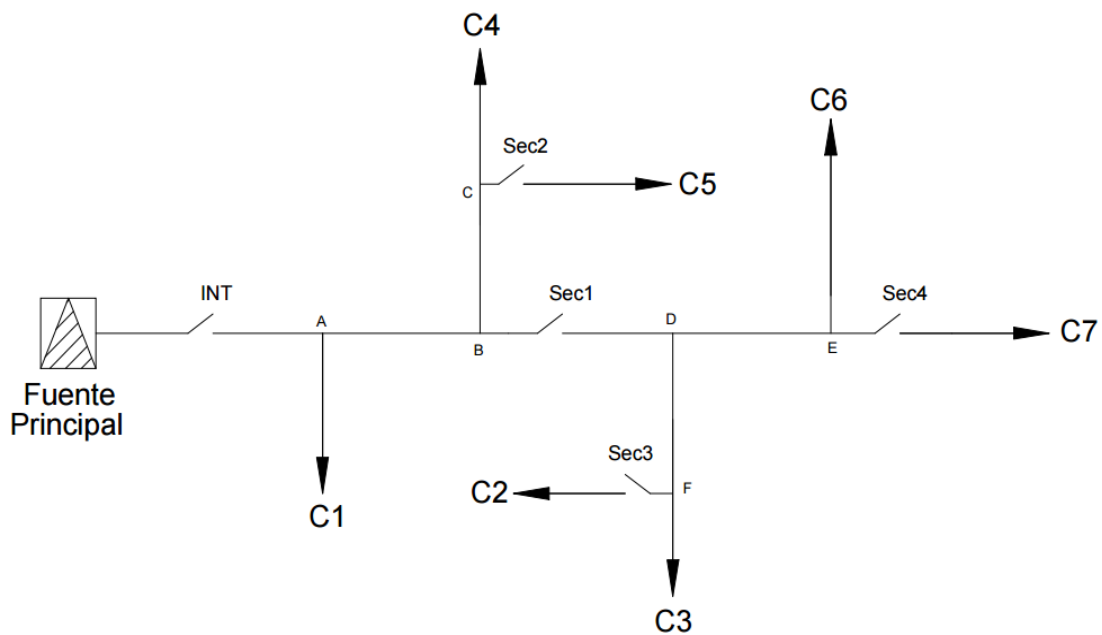 C4
C6
Sec2
C
C5
INT
Sec1
Sec4
A
D
B
E
C7
Fuente
Principal
Sec3
C2
F
C1
C3